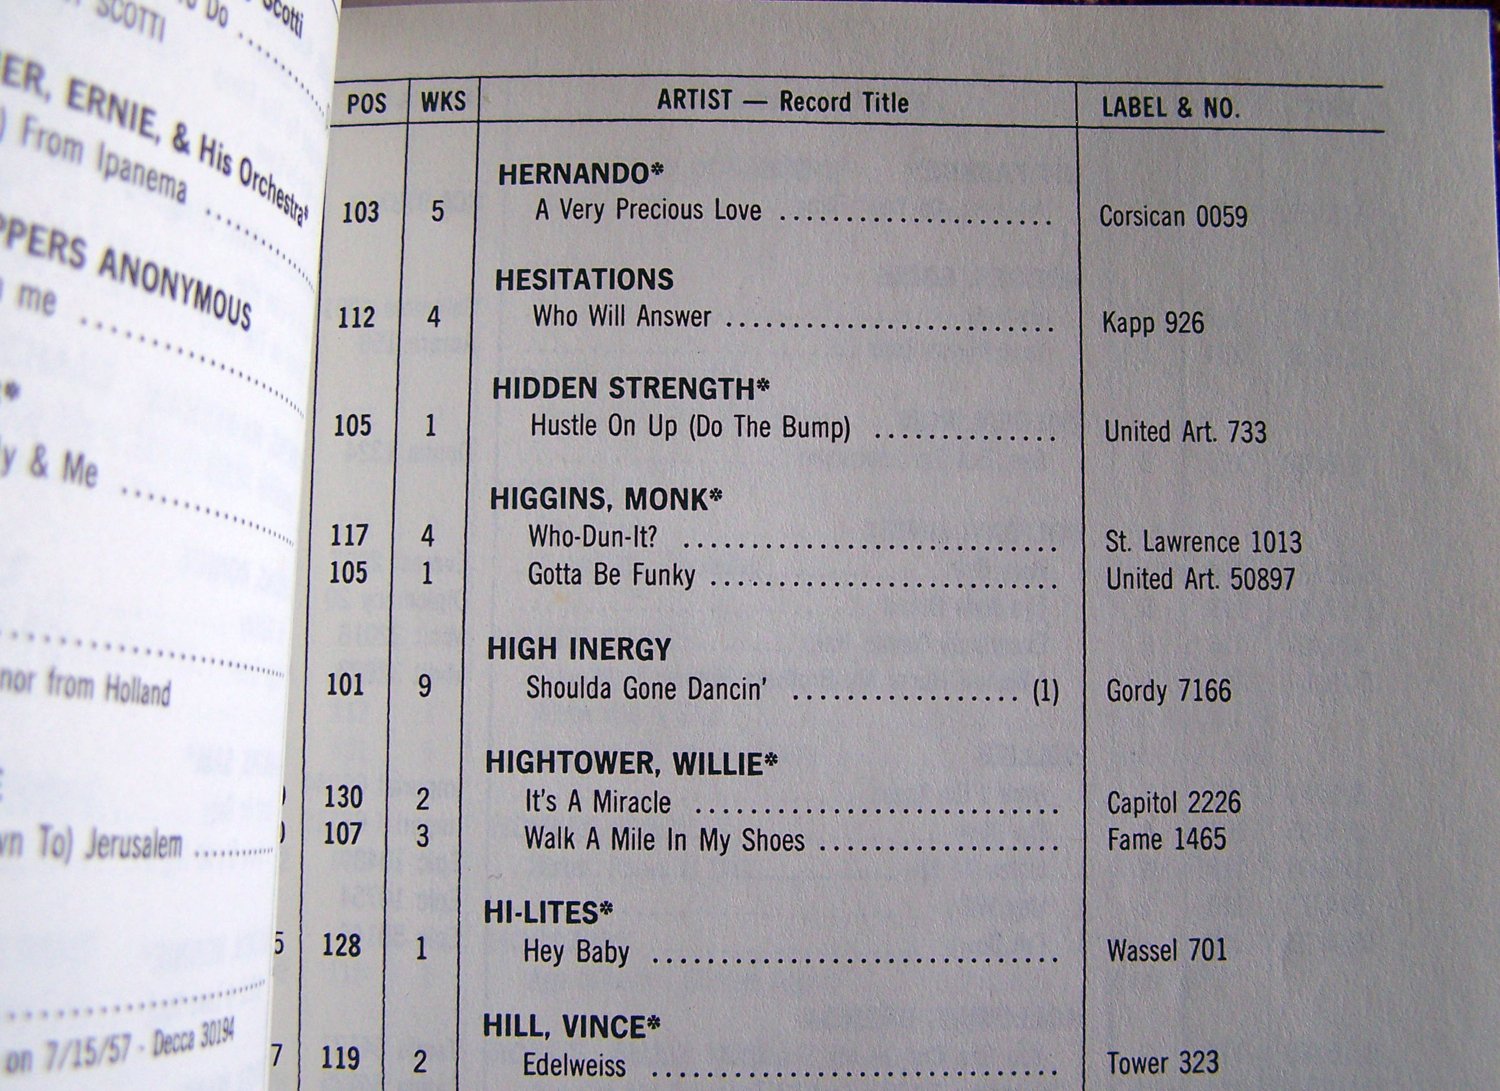 Scotti
SCOTTI
Do ..........
ER, ERNIE, & His Orchestra*
) From Ipanema ..........
PPERS ANONYMOUS
me ..........
*
y & Me ..........
nor from Holland
wn To) Jerusalem ..........
on 7/15/57 - Decca 30194
POS WKS ARTIST — Record Title LABEL & NO.
HERNANDO*
103 5 A Very Precious Love .................... Corsican 0059
HESITATIONS
112 4 Who Will Answer ........................ Kapp 926
HIDDEN STRENGTH*
105 1 Hustle On Up (Do The Bump) ............. United Art. 733
HIGGINS, MONK*
117 4 Who-Dun-It? ........................... St. Lawrence 1013
105 1 Gotta Be Funky ......................... United Art. 50897
HIGH INERGY
101 9 Shoulda Gone Dancin' ................. (1) Gordy 7166
HIGHTOWER, WILLIE*
130 2 It's A Miracle .......................... Capitol 2226
107 3 Walk A Mile In My Shoes ................. Fame 1465
HI-LITES*
5 128 1 Hey Baby ............................. Wassel 701
HILL, VINCE*
7 119 2 Edelweiss ............................. Tower 323